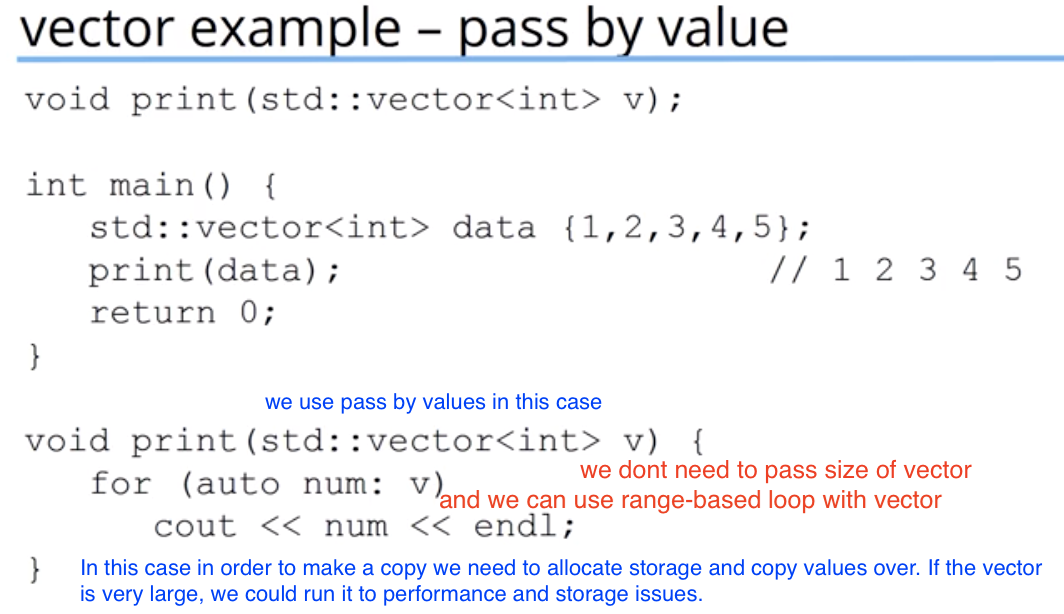 vector example – pass by value
void print(std::vector<int> v);
int main() {
std::vector<int> data {1,2,3,4,5};
print(data); // 1 2 3 4 5
return 0;
}
we use pass by values in this case
void print(std::vector<int> v) {
we dont need to pass size of vector
for (auto num: v)
and we can use range-based loop with vector
cout << num << endl;
}
In this case in order to make a copy we need to allocate storage and copy values over. If the vector
is very large, we could run it to performance and storage issues.